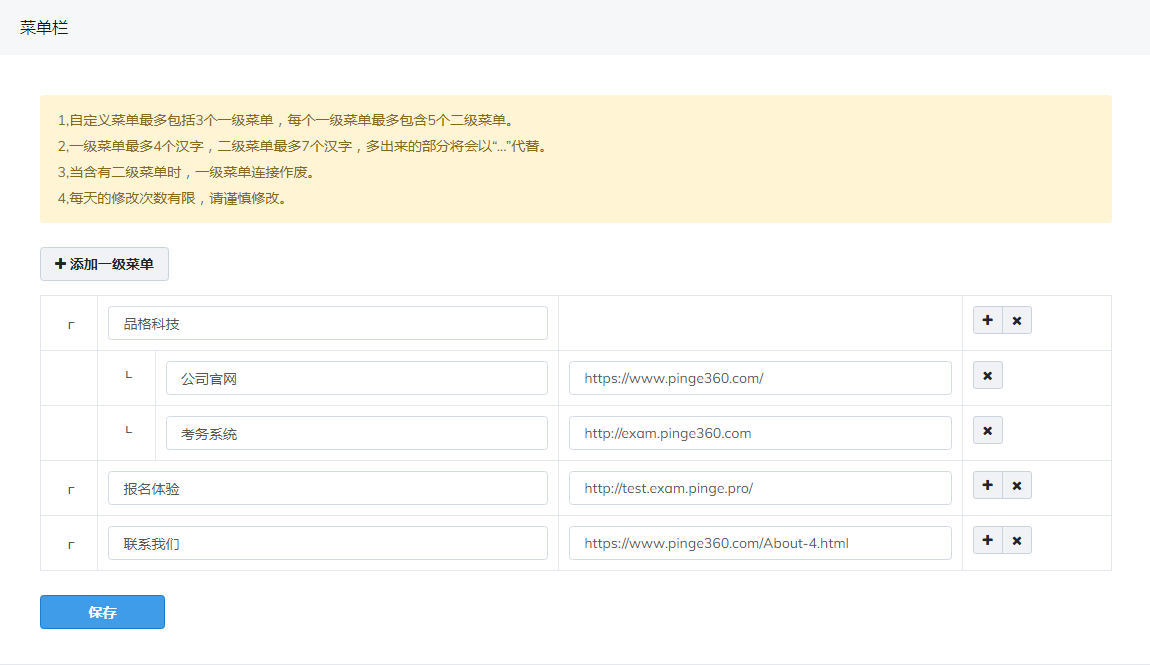 菜单栏
1,自定义菜单最多包括3个一级菜单，每个一级菜单最多包含5个二级菜单。
2,一级菜单最多4个汉字，二级菜单最多7个汉字，多出来的部分将会以“...”代替。
3,当含有二级菜单时，一级菜单连接作废。
4,每天的修改次数有限，请谨慎修改。
添加一级菜单
品格科技
公司官网 https://www.pinge360.com/
考务系统 http://exam.pinge360.com
报名体验 http://test.exam.pinge.pro/
联系我们 https://www.pinge360.com/About-4.html
保存